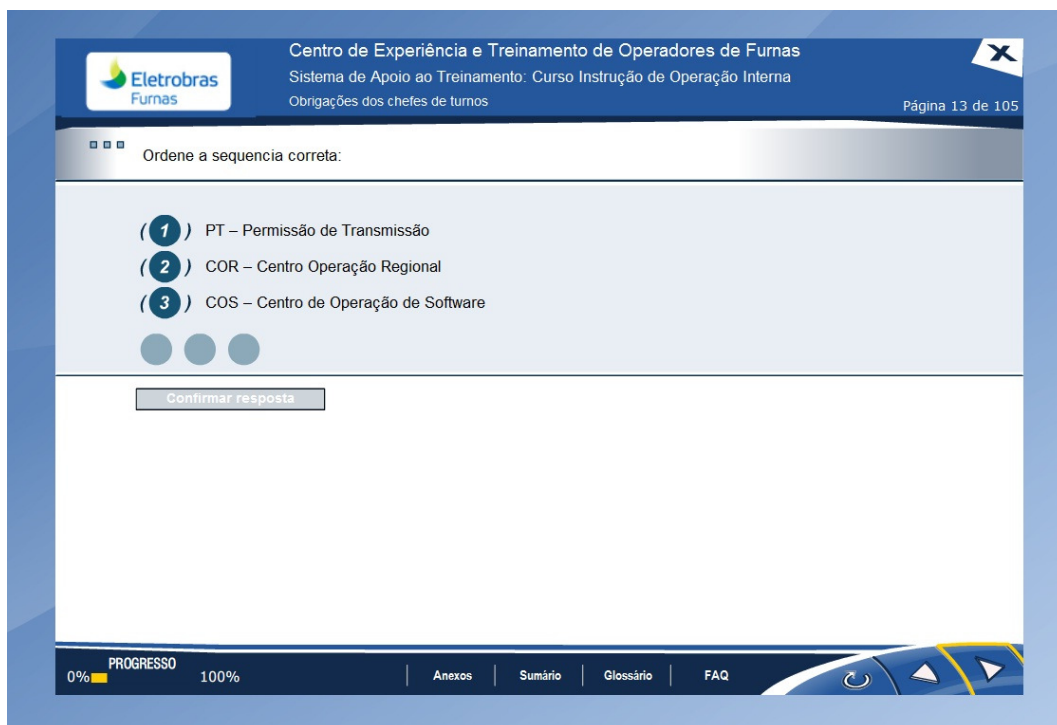 Eletrobras
Furnas
Centro de Experiência e Treinamento de Operadores de Furnas
Sistema de Apoio ao Treinamento: Curso Instrução de Operação Interna
Obrigações dos chefes de turnos
X
Página 13 de 105
Ordene a sequencia correta:
(1) PT – Permissão de Transmissão
(2) COR – Centro Operação Regional
(3) COS – Centro de Operação de Software
Confirmar resposta
PROGRESSO
0% 100%
Anexos | Sumário | Glossário | FAQ